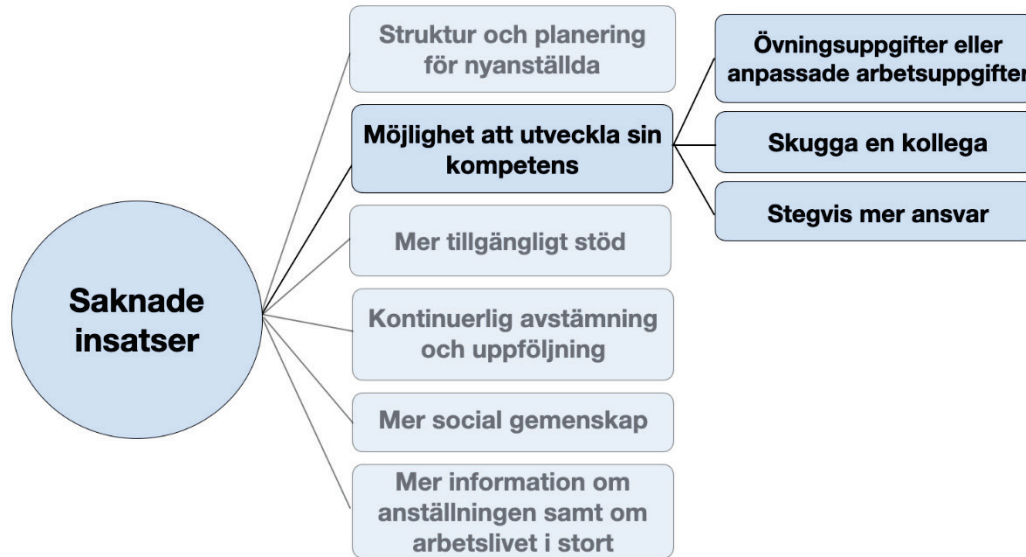 Saknade
insatser
Struktur och planering
för nyanställda
Möjlighet att utveckla sin
kompetens
Mer tillgängligt stöd
Kontinuerlig avstämning
och uppföljning
Mer social gemenskap
Mer information om
anställningen samt om
arbetslivet i stort
Övningsuppgifter eller
anpassade arbetsuppgifter
Skugga en kollega
Stegvis mer ansvar